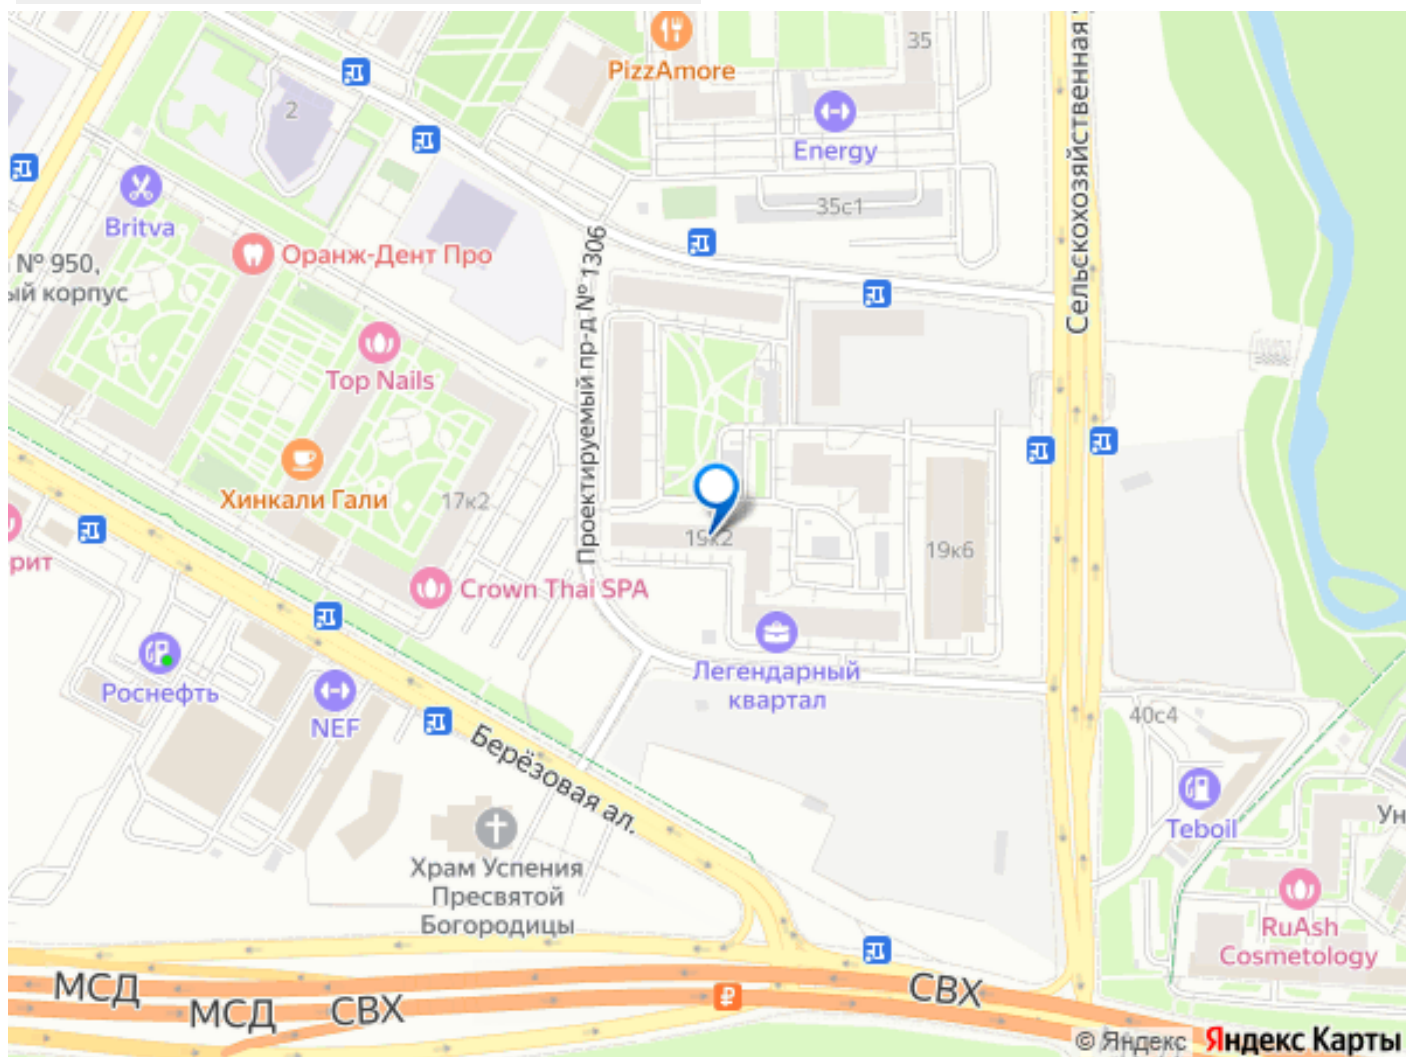 PizzAmore
35
Energy
2
35с1
Britva
Оранж-Дент Про
№ 950,
ый корпус
Проектируемый пр-д № 1306
Сельскохозяйственная
Top Nails
Хинкали Гали
17к2
19к2
19к6
рит
Crown Thai SPA
Легендарный
квартал
Роснефть
NEF
40с4
Берёзовая ал.
Teboil
Ун
Храм Успения
Пресвятой
Богородицы
RuAsh
Cosmetology
МСД
МСД
СВХ
СВХ
© Яндекс Яндекс Карты